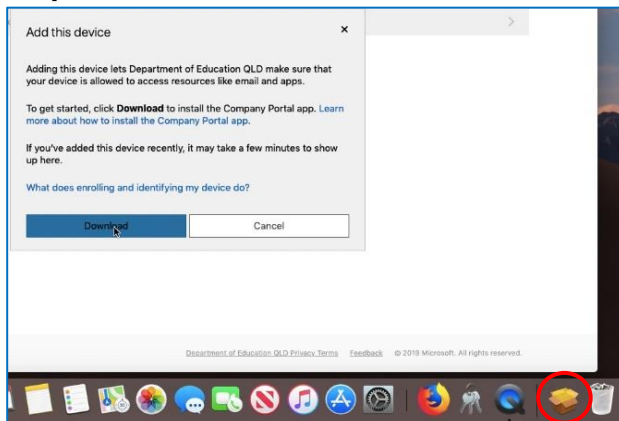 Add this device
Adding this device lets Department of Education QLD make sure that
your device is allowed to access resources like email and apps.
To get started, click Download to install the Company Portal app. Learn
more about how to install the Company Portal app.
If you've added this device recently, it may take a few minutes to show
up here.
What does enrolling and identifying my device do?
Download
Cancel
Department of Education QLD Privacy Terms Feedback © 2019 Microsoft. All rights reserved.